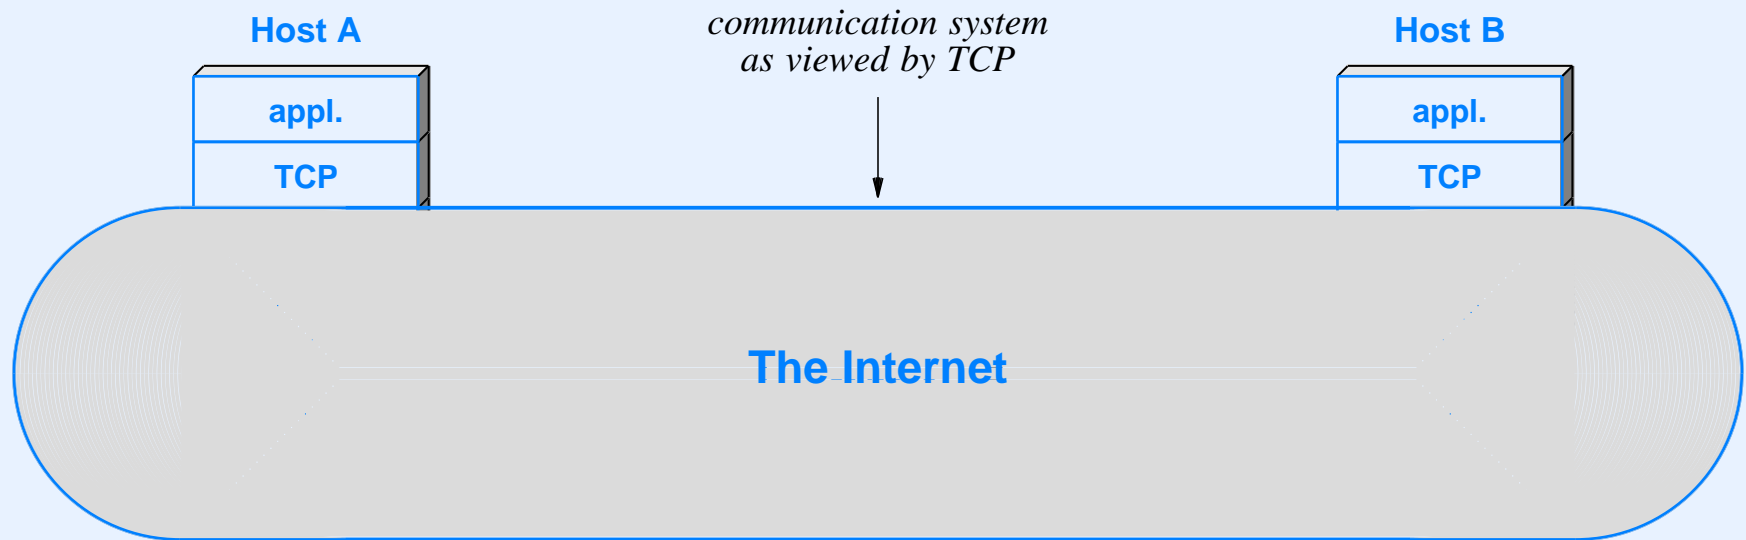 Host A
communication system
as viewed by TCP
Host B
appl.
appl.
TCP
TCP
The Internet